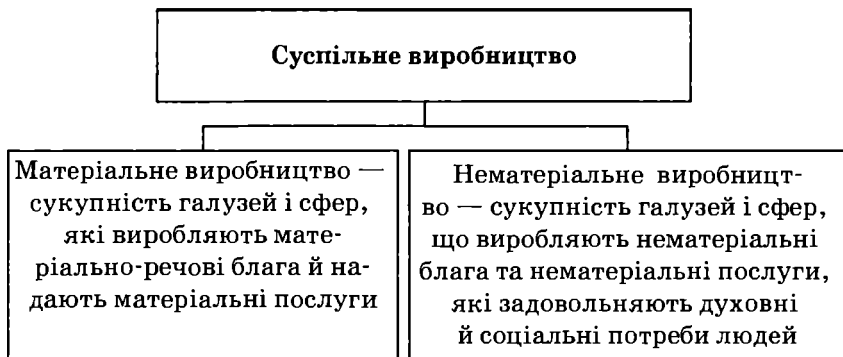 Суспільне виробництво
Матеріальне виробництво —
сукупність галузей і сфер,
які виробляють мате-
ріально-речові блага й на-
дають матеріальні послуги
Нематеріальне виробницт-
во — сукупність галузей і сфер,
що виробляють нематеріальні
блага та нематеріальні послуги,
які задовольняють духовні
й соціальні потреби людей